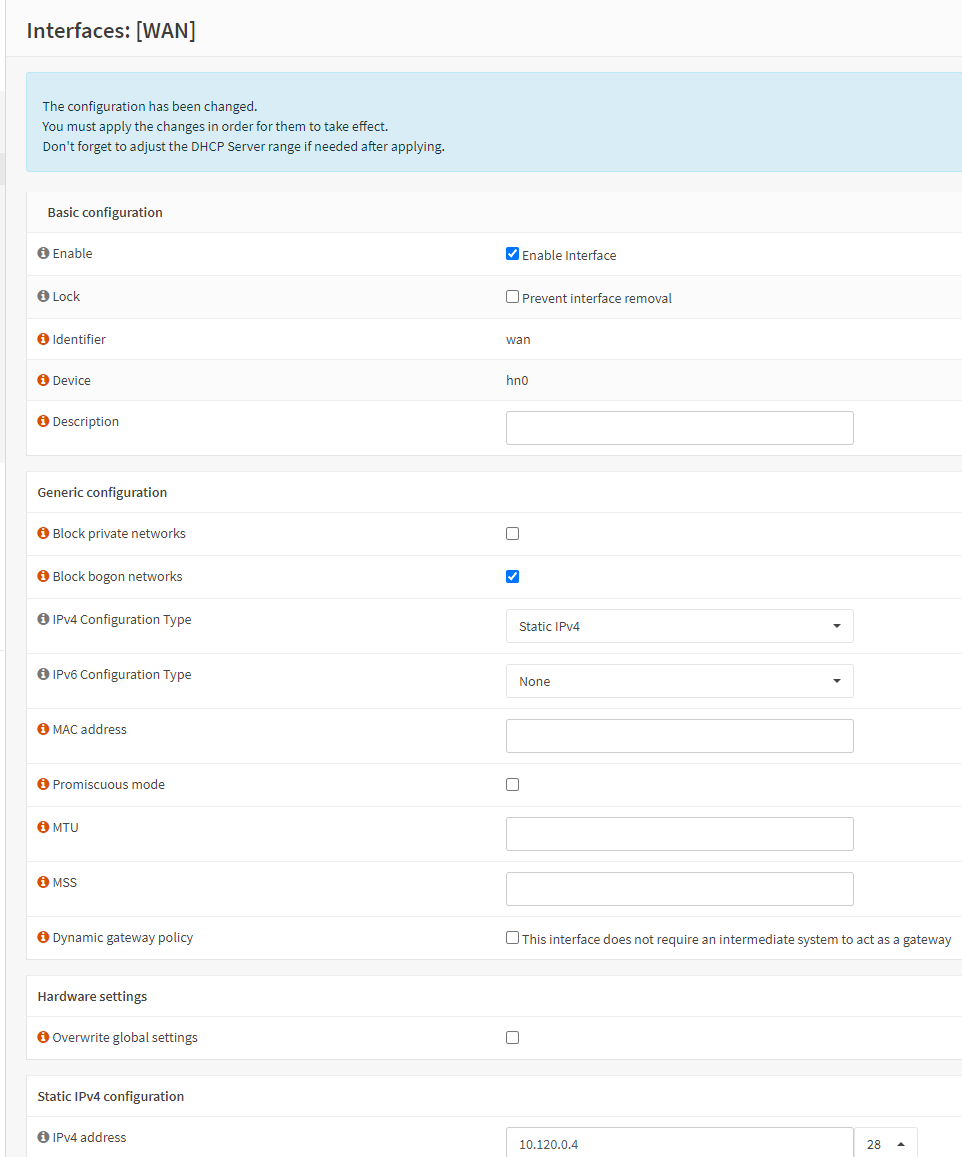 Interfaces: [WAN]
The configuration has been changed.
You must apply the changes in order for them to take effect.
Don't forget to adjust the DHCP Server range if needed after applying.
Basic configuration
Enable
Enable Interface
Lock
Prevent interface removal
Identifier
wan
Device
hn0
Description
Generic configuration
Block private networks
Block bogon networks
IPv4 Configuration Type
Static IPv4
IPv6 Configuration Type
None
MAC address
Promiscuous mode
MTU
MSS
Dynamic gateway policy
This interface does not require an intermediate system to act as a gateway
Hardware settings
Overwrite global settings
Static IPv4 configuration
IPv4 address
10.120.0.4
28